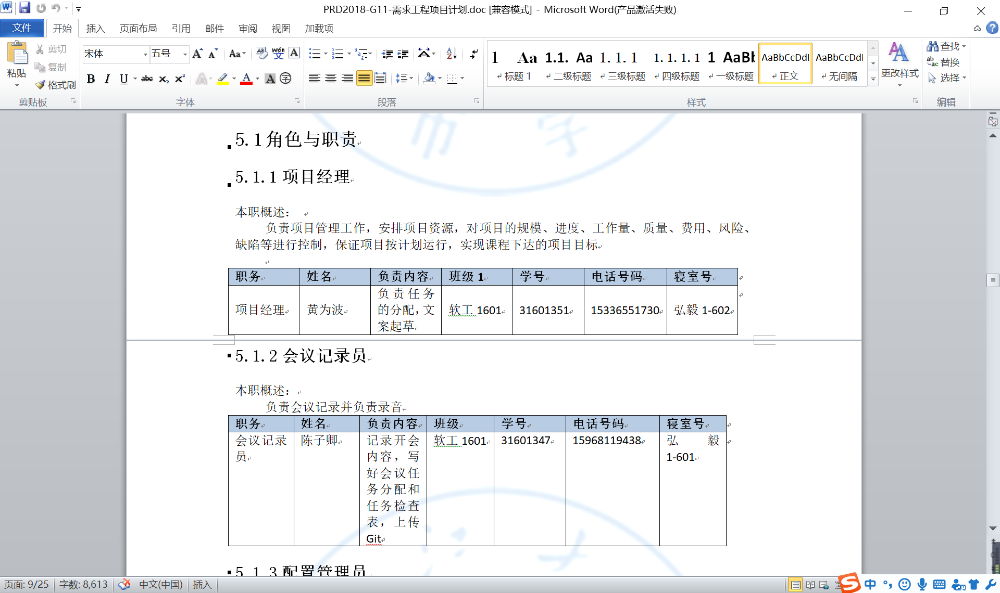 PRD2018-G11-需求工程项目计划.doc [兼容模式] - Microsoft Word(产品激活失败)
文件 开始 插入 页面布局 引用 邮件 审阅 视图 加载项
粘贴 剪切 复制 格式刷
剪贴板
宋体 五号
字体
段落
1 Aa 1.1. Aa 1. 1. 1 1. 1. 1. 1 1 AaBb AaBbCcDdI AaBbCcDdI
标题 1 二级标题 三级标题 四级标题 一级标题 正文 无间隔
更改样式
样式
查找
替换
选择
编辑
5.1角色与职责
5.1.1 项目经理
本职概述：
负责项目管理工作，安排项目资源，对项目的规模、进度、工作量、质量、费用、风险、
缺陷等进行控制，保证项目按计划运行，实现课程下达的项目目标
职务 姓名 负责内容 班级 1 学号 电话号码 寝室号
项目经理 黄为波 负责任务的分配，文案起草 软工 1601 31601351 15336551730 弘毅 1-602
5.1.2 会议记录员
本职概述：
负责会议记录并负责录音
职务 姓名 负责内容 班级 学号 电话号码 寝室号
会议记录员 陈子卿 记录开会内容，写好会议任务分配和任务检查表，上传 Git 软工 1601 31601347 15968119438 弘毅 1-601
5.1.3 配置管理员
页面: 9/25 字数: 8,613 中文(中国) 插入
中